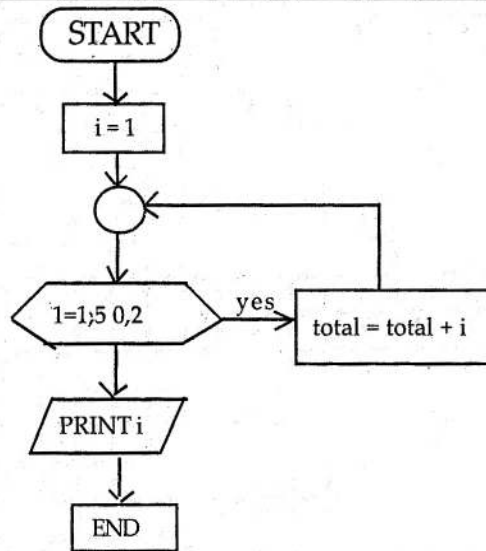 START
i = 1
1=1;5 0,2
yes
total = total + i
PRINT i
END